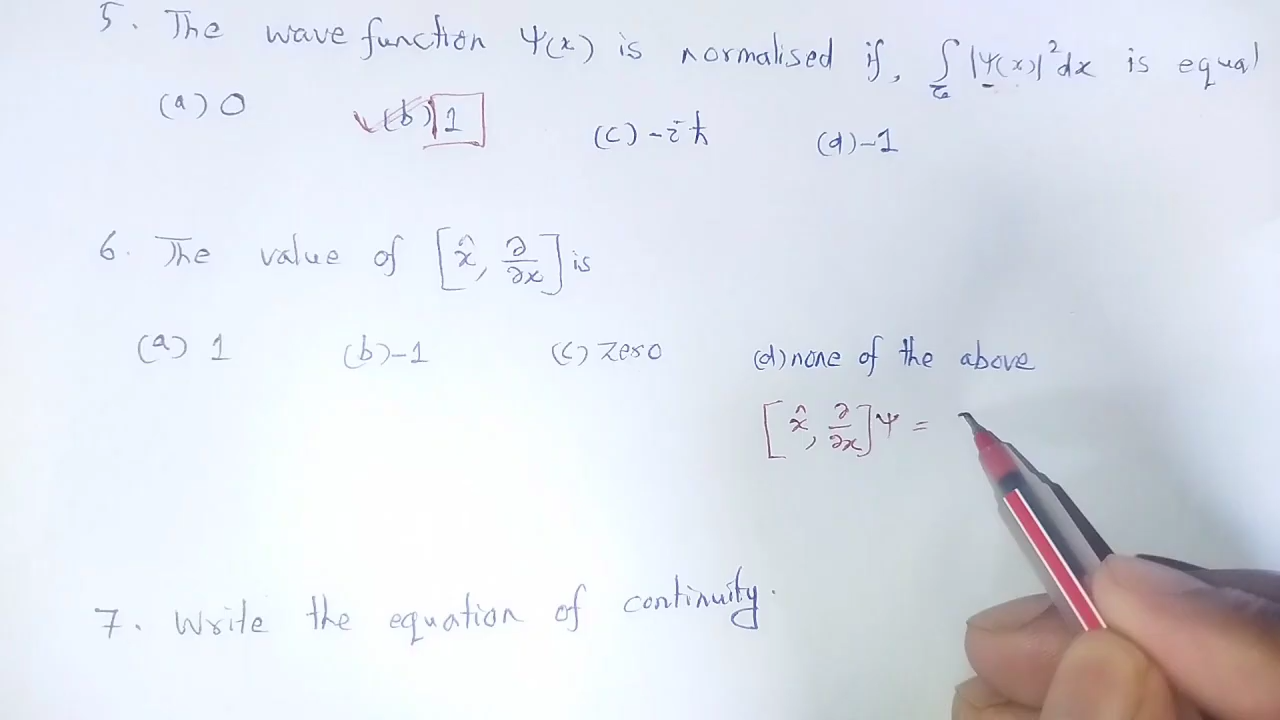 5. The wave function Ψ(x) is normalised if, ∫τ |Ψ(x)|² dx is equal
(a) 0 (b) 1 (c) -iħ (d) -1
6. The value of [x̂, ∂/∂x] is
(a) 1 (b) -1 (c) zero (d) none of the above
[x̂, ∂/∂x]Ψ =
7. Write the equation of continuity.